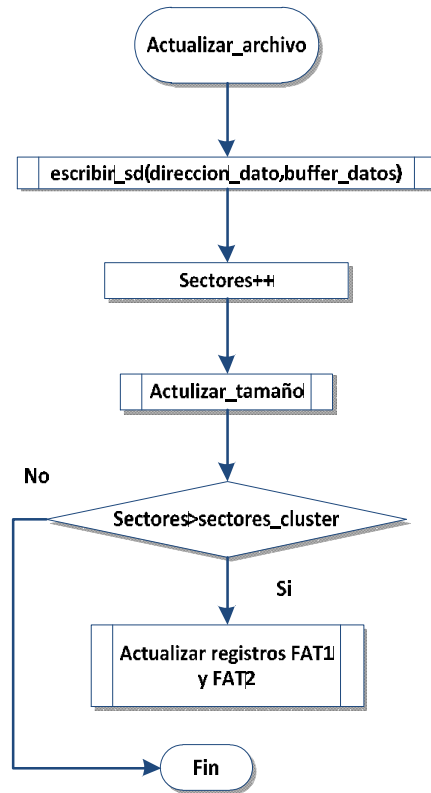 Actualizar_archivo
escribir_sd(direccion_dato,buffer_datos)
Sectores++
Actulizar_tamaño
No
Sectores>sectores_cluster
Si
Actualizar registros FAT1
y FAT2
Fin